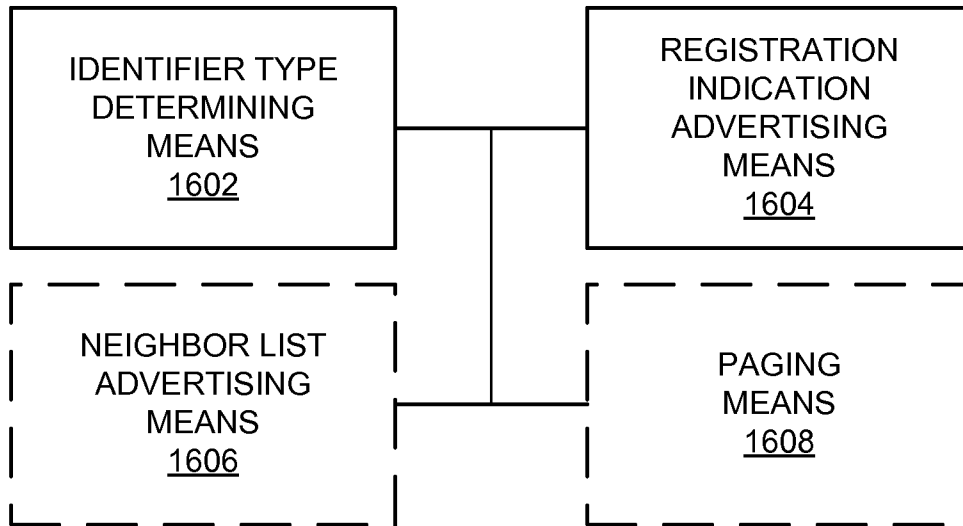 IDENTIFIER TYPE
DETERMINING
MEANS
1602
REGISTRATION
INDICATION
ADVERTISING
MEANS
1604
NEIGHBOR LIST
ADVERTISING
MEANS
1606
PAGING
MEANS
1608